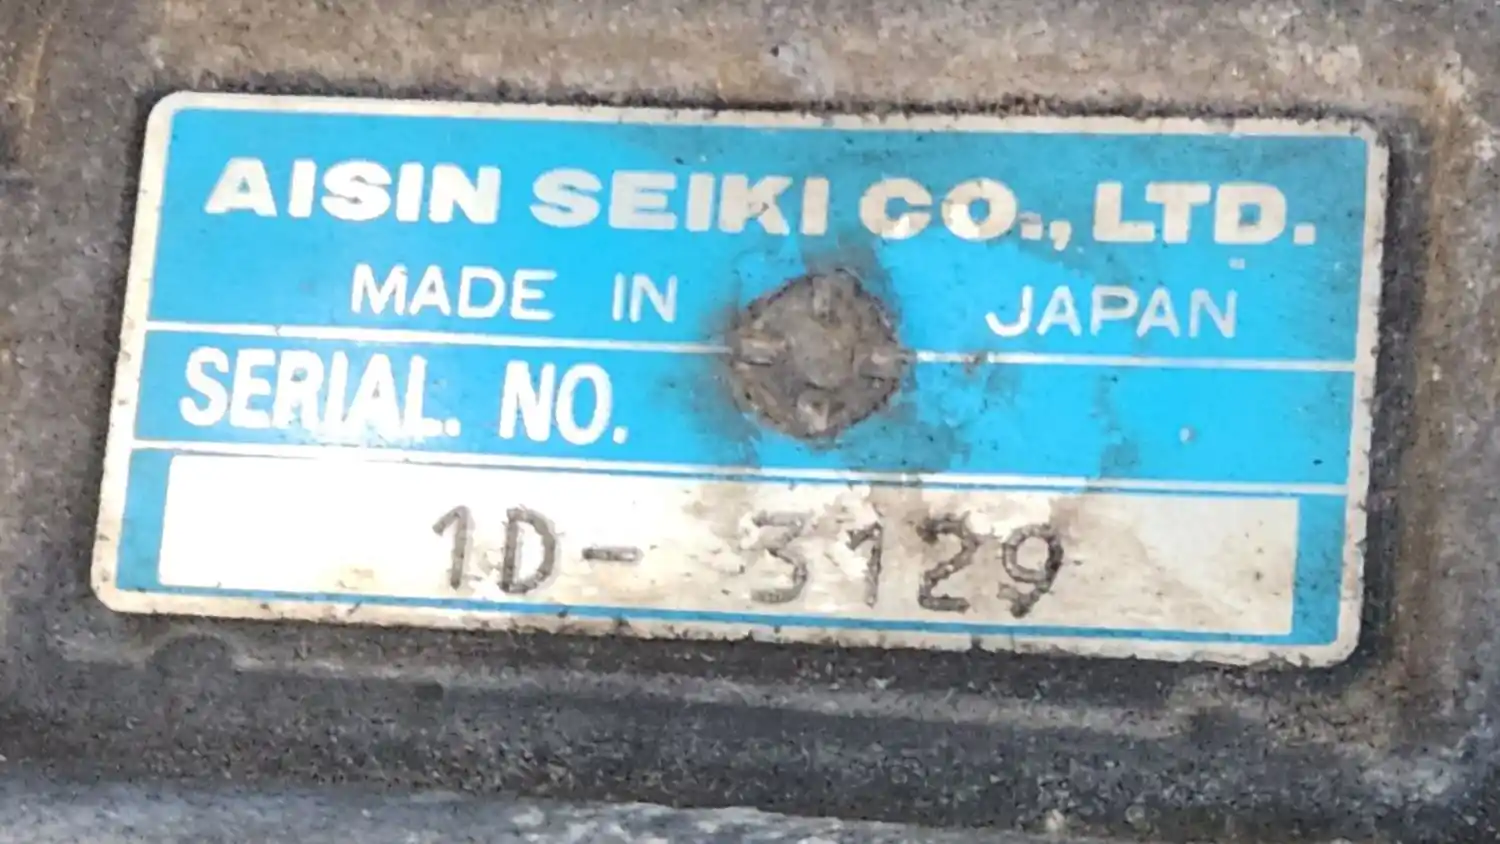 AISIN SEIKI CO., LTD.
MADE IN JAPAN
SERIAL. NO.
1D- 3129